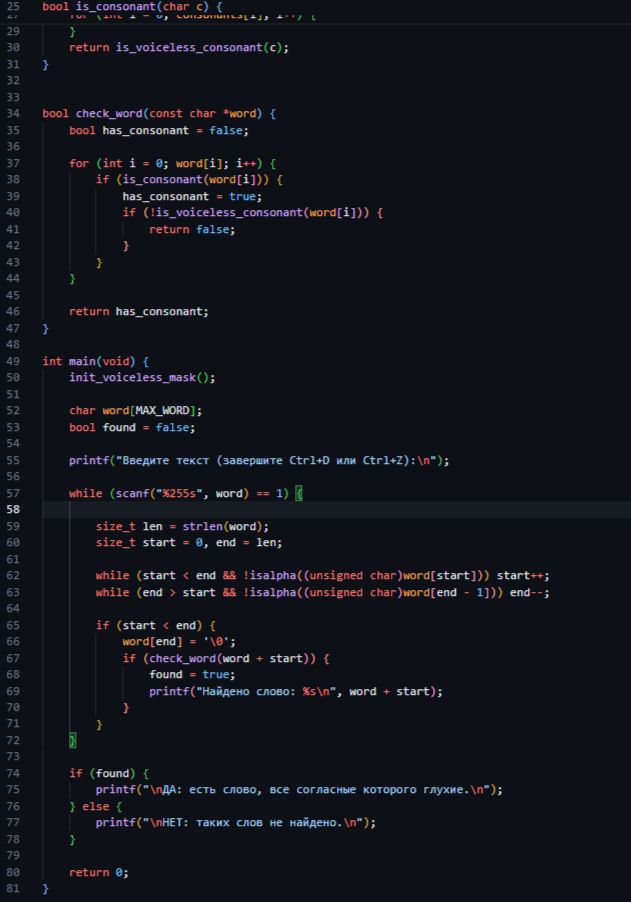 25 bool is_consonant(char c) {
27 for (int i = 0; consonants[i]; i++) {
29 }
30 return is_voiceless_consonant(c);
31 }
32
33
34 bool check_word(const char *word) {
35 bool has_consonant = false;
36
37 for (int i = 0; word[i]; i++) {
38 if (is_consonant(word[i])) {
39 has_consonant = true;
40 if (!is_voiceless_consonant(word[i])) {
41 return false;
42 }
43 }
44 }
45
46 return has_consonant;
47 }
48
49 int main(void) {
50 init_voiceless_mask();
51
52 char word[MAX_WORD];
53 bool found = false;
54
55 printf("Введите текст (завершите Ctrl+D или Ctrl+Z):\n");
56
57 while (scanf("%255s", word) == 1) {
58
59 size_t len = strlen(word);
60 size_t start = 0, end = len;
61
62 while (start < end && !isalpha((unsigned char)word[start])) start++;
63 while (end > start && !isalpha((unsigned char)word[end - 1])) end--;
64
65 if (start < end) {
66 word[end] = '\0';
67 if (check_word(word + start)) {
68 found = true;
69 printf("Найдено слово: %s\n", word + start);
70 }
71 }
72 }
73
74 if (found) {
75 printf("\nДА: есть слово, все согласные которого глухие.\n");
76 } else {
77 printf("\nНЕТ: таких слов не найдено.\n");
78 }
79
80 return 0;
81 }